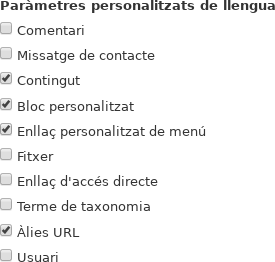 Paràmetres personalitzats de llengua
Comentari
Missatge de contacte
Contingut
Bloc personalitzat
Enllaç personalitzat de menú
Fitxer
Enllaç d'accés directe
Terme de taxonomia
Àlies URL
Usuari